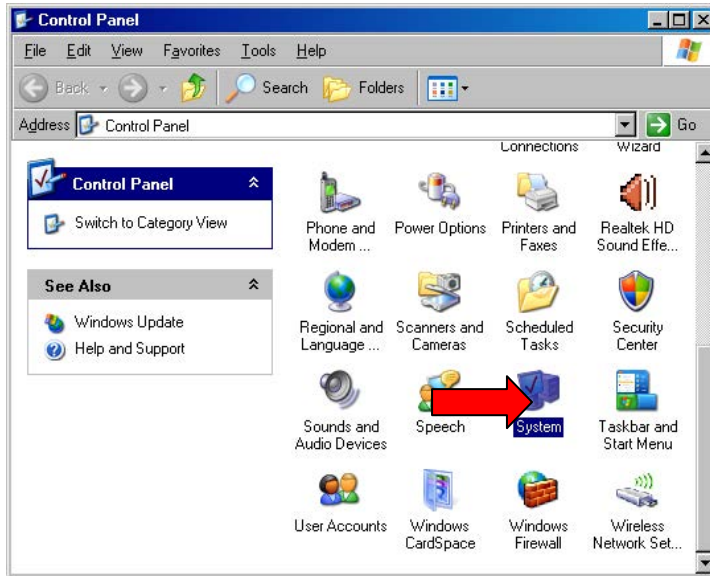 Control Panel
File Edit View Favorites Tools Help
Back Search Folders
Address Control Panel Go
Control Panel
Switch to Category View
See Also
Windows Update
Help and Support
Connections Wizard
Phone and Modem ...
Power Options
Printers and Faxes
Realtek HD Sound Effe...
Regional and Language ...
Scanners and Cameras
Scheduled Tasks
Security Center
Sounds and Audio Devices
Speech
System
Taskbar and Start Menu
User Accounts
Windows CardSpace
Windows Firewall
Wireless Network Set...